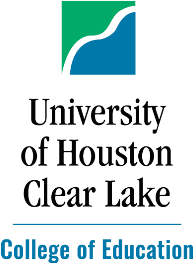 University
of Houston
Clear Lake
College of Education